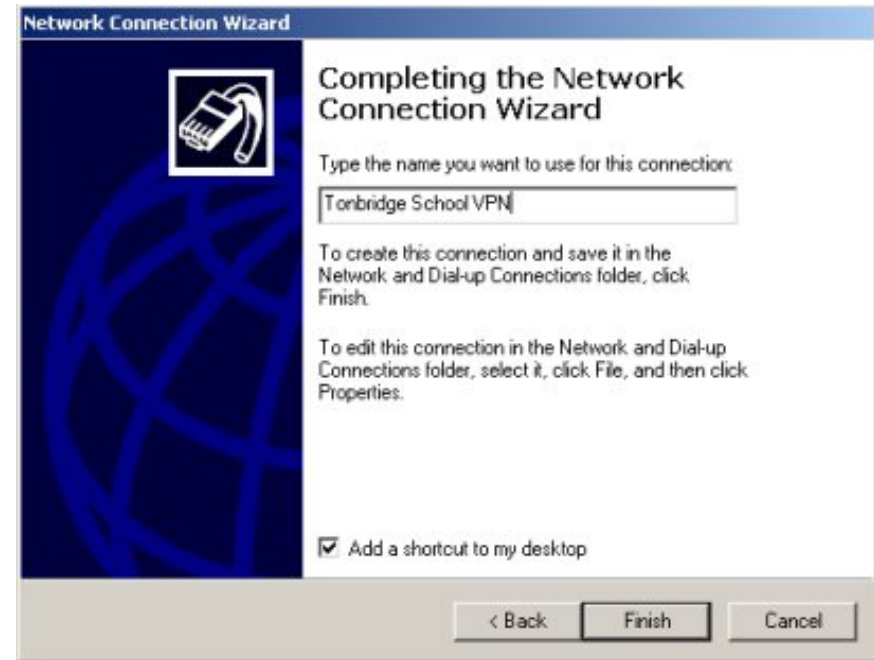 Network Connection Wizard
Completing the Network
Connection Wizard
Type the name you want to use for this connection:
Tonbridge School VPN
To create this connection and save it in the
Network and Dial-up Connections folder, click
Finish.
To edit this connection in the Network and Dial-up
Connections folder, select it, click File, and then click
Properties.
Add a shortcut to my desktop
< Back Finish Cancel